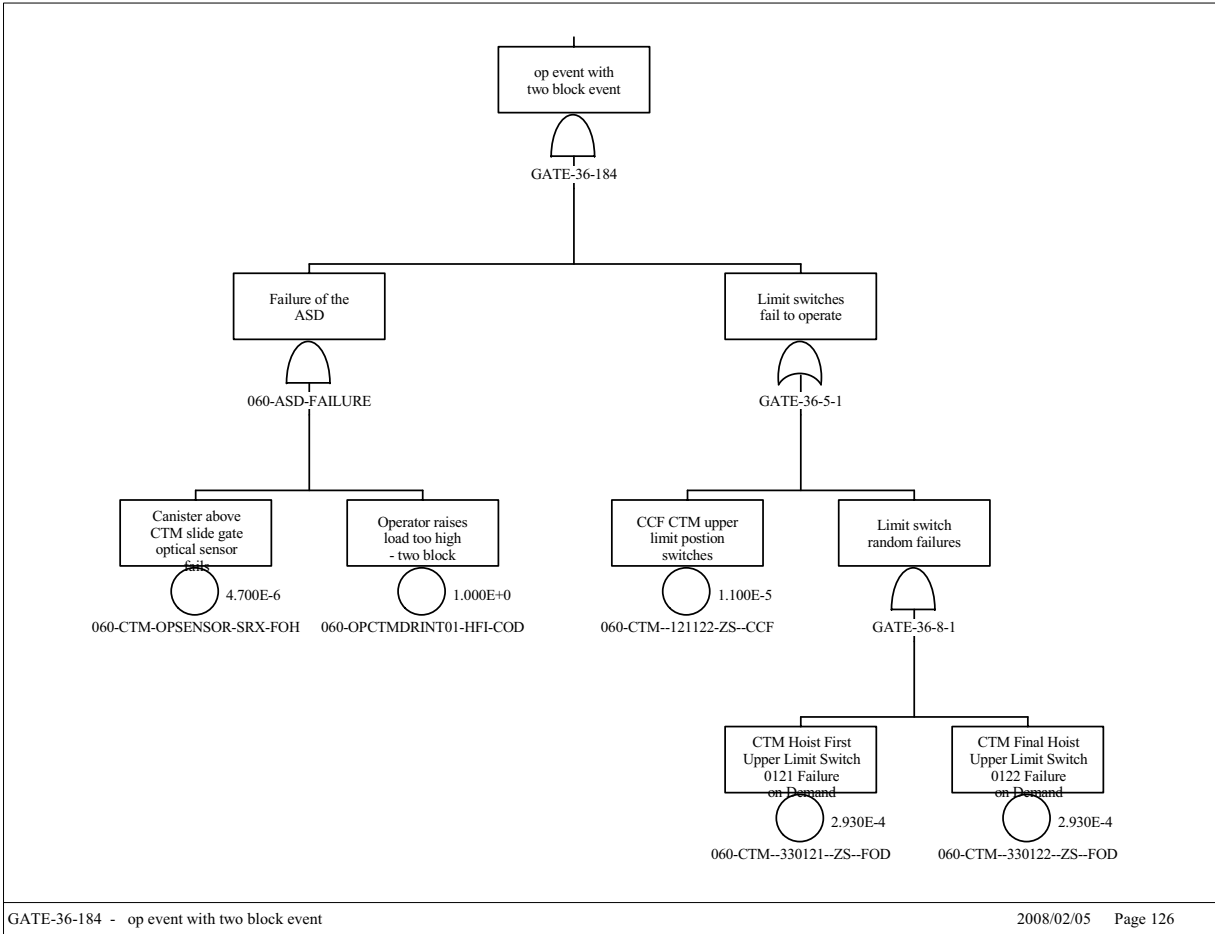 op event with
two block event
GATE-36-184
Failure of the
ASD
060-ASD-FAILURE
Limit switches
fail to operate
GATE-36-5-1
Canister above
CTM slide gate
optical sensor
fails
4.700E-6
060-CTM-OPSENSOR-SRX-FOH
Operator raises
load too high
- two block
1.000E+0
060-OPCTMDRINT01-HFI-COD
CCF CTM upper
limit postion
switches
1.100E-5
060-CTM--121122-ZS--CCF
Limit switch
random failures
GATE-36-8-1
CTM Hoist First
Upper Limit Switch
0121 Failure
on Demand
2.930E-4
060-CTM--330121--ZS--FOD
CTM Final Hoist
Upper Limit Switch
0122 Failure
on Demand
2.930E-4
060-CTM--330122--ZS--FOD
GATE-36-184 - op event with two block event
2008/02/05 Page 126